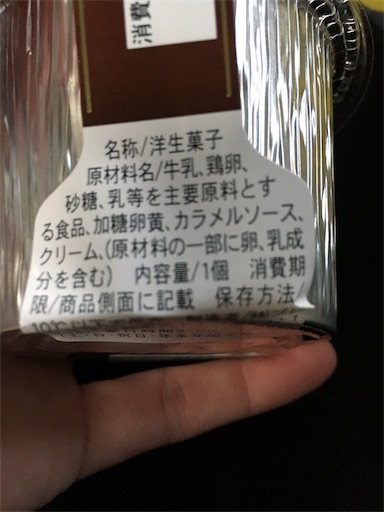 消費
名称/洋生菓子
原材料名/牛乳、鶏卵、
砂糖、乳等を主要原料とす
る食品、加糖卵黄、カラメルソース、
クリーム、(原材料の一部に卵、乳成
分を含む) 内容量/1個 消費期
限/商品側面に記載 保存方法/
10℃以下